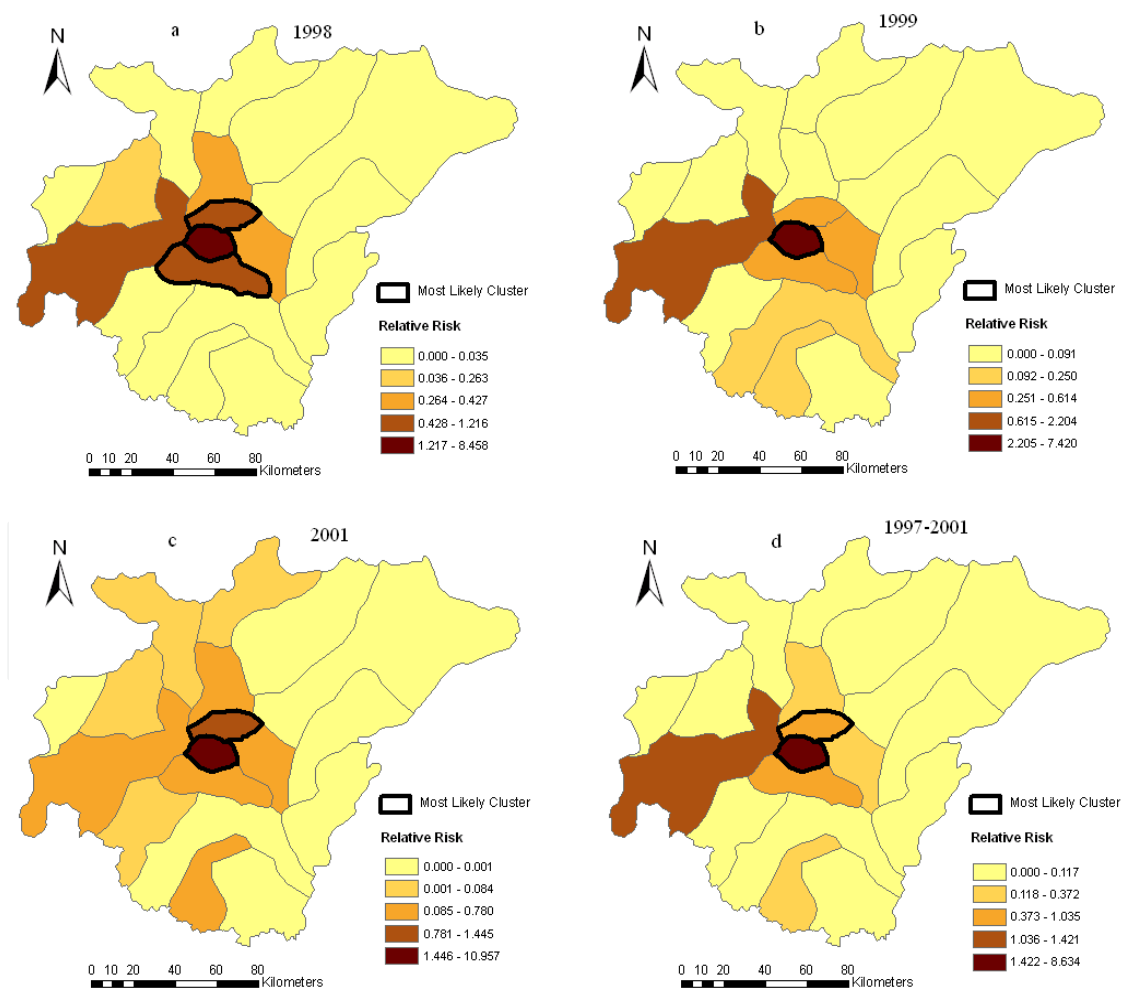 a 1998
N
Most Likely Cluster
Relative Risk
0.000 - 0.035
0.036 - 0.263
0.264 - 0.427
0.428 - 1.216
1.217 - 8.458
0 10 20 40 60 80
Kilometers
b 1999
N
Most Likely Cluster
Relative Risk
0.000 - 0.091
0.092 - 0.250
0.251 - 0.614
0.615 - 2.204
2.205 - 7.420
0 10 20 40 60 80
Kilometers
c 2001
N
Most Likely Cluster
Relative Risk
0.000 - 0.001
0.001 - 0.084
0.085 - 0.780
0.781 - 1.445
1.446 - 10.957
0 10 20 40 60 80
Kilometers
d 1997-2001
N
Most Likely Cluster
Relative Risk
0.000 - 0.117
0.118 - 0.372
0.373 - 1.035
1.036 - 1.421
1.422 - 8.634
0 10 20 40 60 80
Kilometers